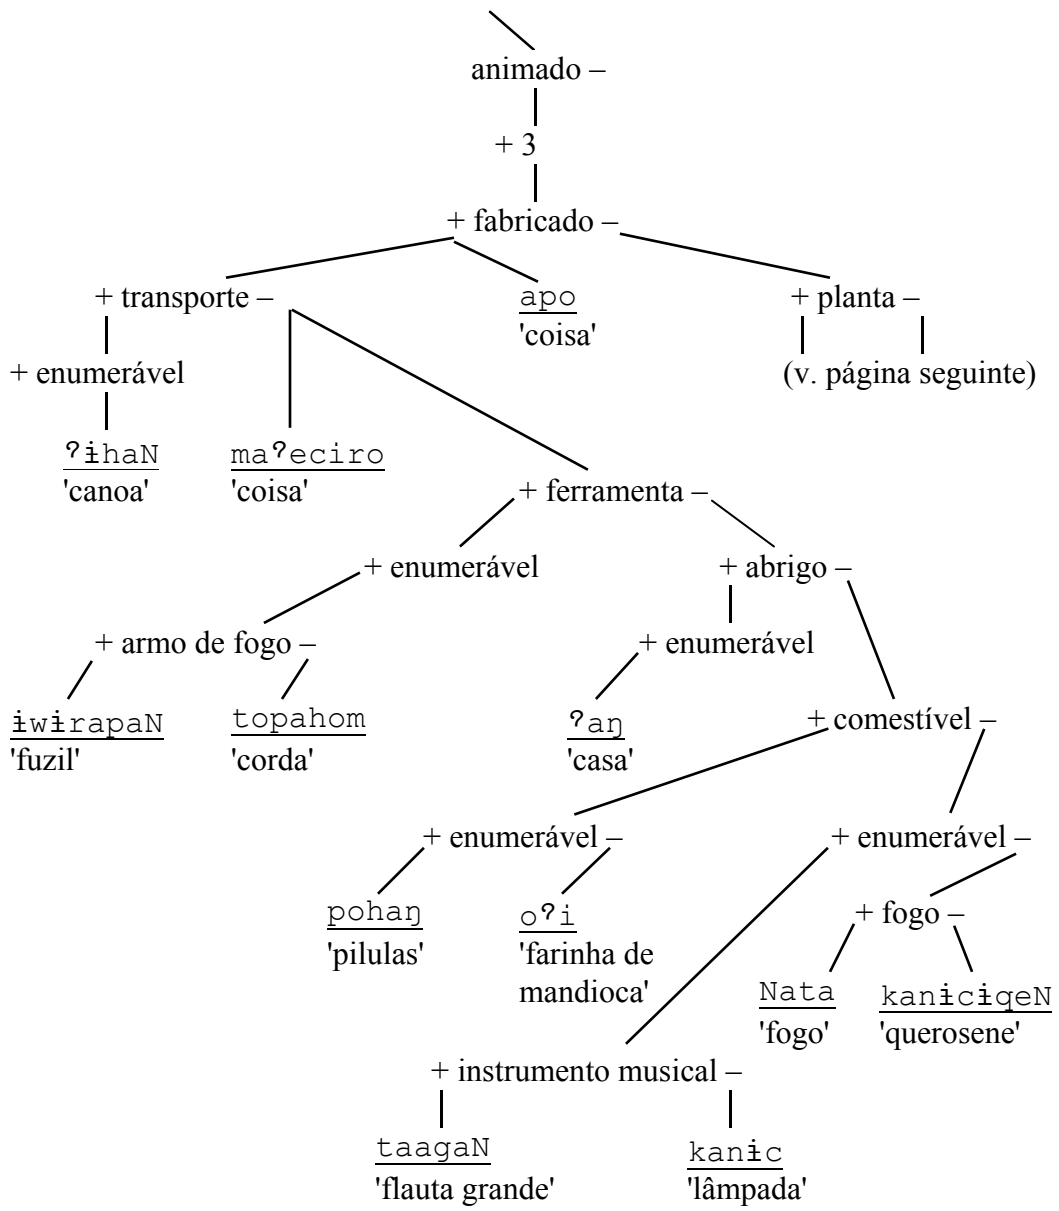 animado –
+ 3
+ fabricado –
+ transporte –
apo
+ planta –
'coisa'
+ enumerável
(v. página seguinte)
ʔɨhaN
maʔeciro
'canoa'
'coisa'
+ ferramenta –
+ enumerável
+ abrigo –
+ armo de fogo –
+ enumerável
ɨwɨrapaN
topahom
ʔaŋ
+ comestível –
'fuzil'
'corda'
'casa'
+ enumerável –
+ enumerável –
pohaŋ
oʔi
+ fogo –
'pilulas'
'farinha de
mandioca'
Nata
kanɨcɨqeN
'fogo'
'querosene'
+ instrumento musical –
taagaN
kanɨc
'flauta grande'
'lâmpada'